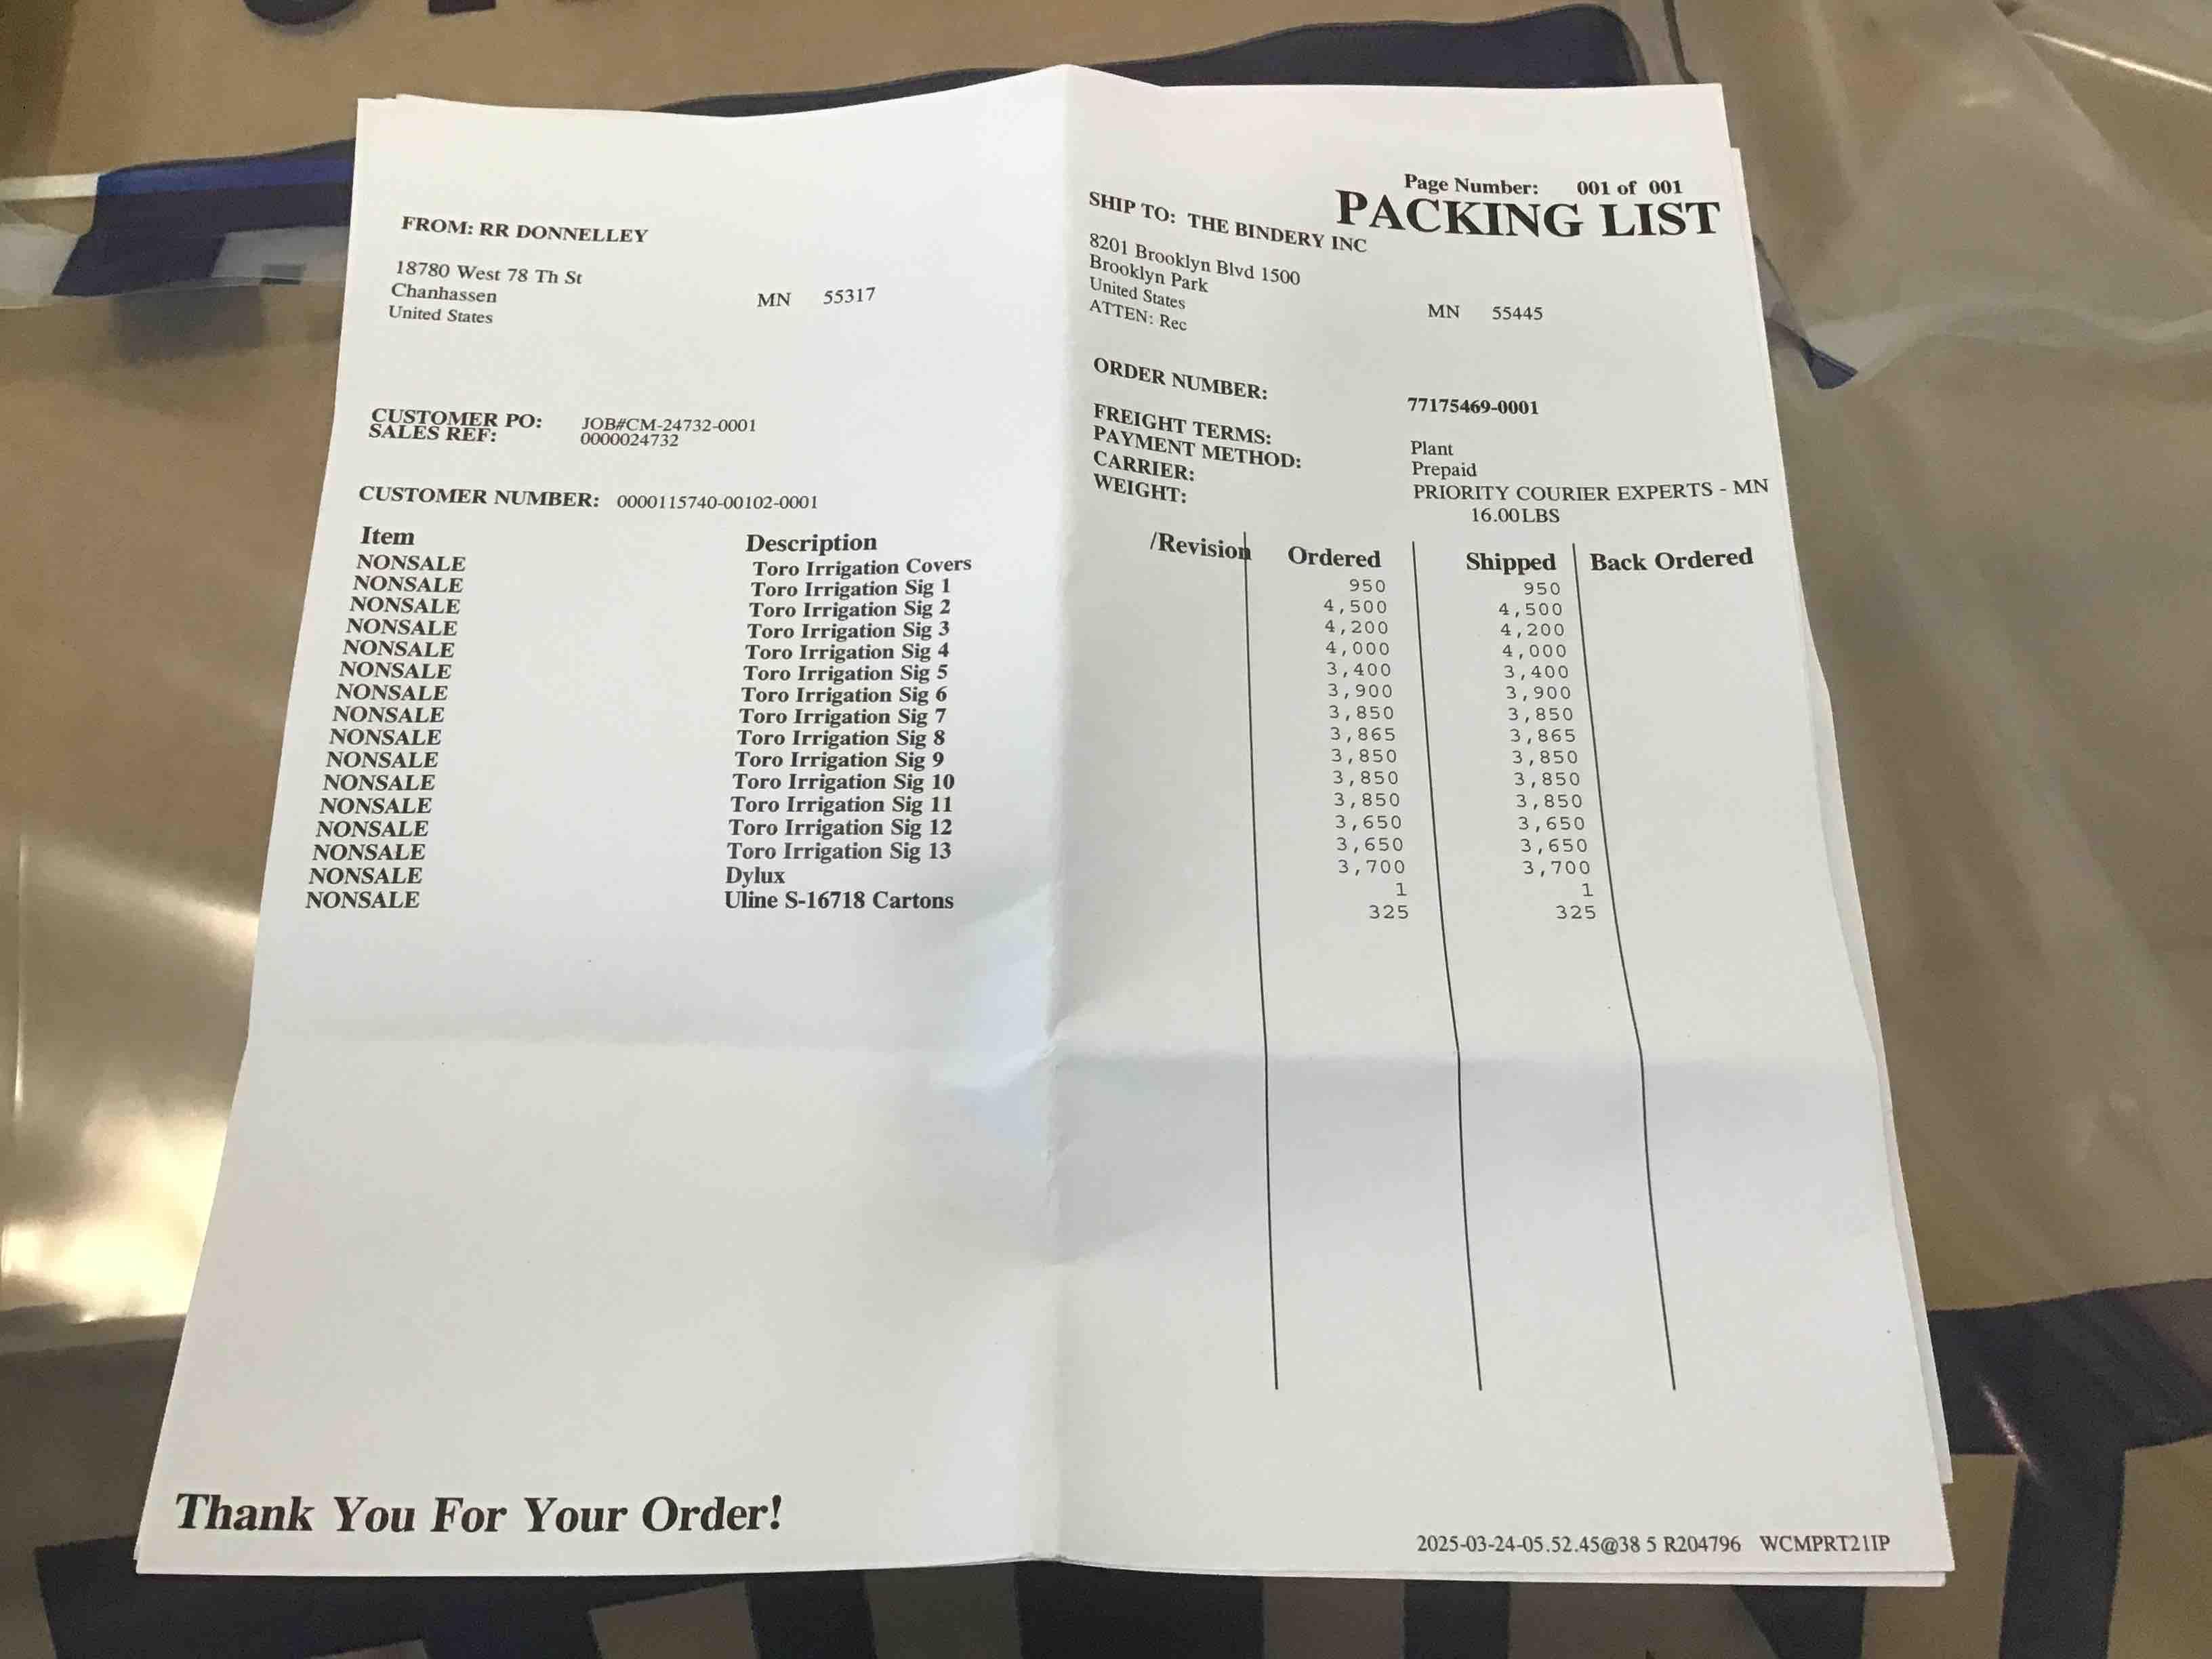 Page Number: 001 of 001
PACKING LIST
FROM: RR DONNELLEY
18780 West 78 Th St
Chanhassen MN 55317
United States
SHIP TO: THE BINDERY INC
8201 Brooklyn Blvd 1500
Brooklyn Park MN 55445
United States
ATTEN: Rec
CUSTOMER PO: JOB#CM-24732-0001
SALES REF: 0000024732
CUSTOMER NUMBER: 0000115740-00102-0001
ORDER NUMBER: 77175469-0001
FREIGHT TERMS: Plant
PAYMENT METHOD: Prepaid
CARRIER: PRIORITY COURIER EXPERTS - MN
WEIGHT: 16.00LBS
Item Description /Revision Ordered Shipped Back Ordered
NONSALE Toro Irrigation Covers 950 950
NONSALE Toro Irrigation Sig 1 4,500 4,500
NONSALE Toro Irrigation Sig 2 4,200 4,200
NONSALE Toro Irrigation Sig 3 4,000 4,000
NONSALE Toro Irrigation Sig 4 3,400 3,400
NONSALE Toro Irrigation Sig 5 3,900 3,900
NONSALE Toro Irrigation Sig 6 3,850 3,850
NONSALE Toro Irrigation Sig 7 3,865 3,865
NONSALE Toro Irrigation Sig 8 3,850 3,850
NONSALE Toro Irrigation Sig 9 3,850 3,850
NONSALE Toro Irrigation Sig 10 3,850 3,850
NONSALE Toro Irrigation Sig 11 3,650 3,650
NONSALE Toro Irrigation Sig 12 3,650 3,650
NONSALE Toro Irrigation Sig 13 3,700 3,700
NONSALE Dylux 1 1
NONSALE Uline S-16718 Cartons 325 325
Thank You For Your Order!
2025-03-24-05.52.45@38 5 R204796 WCMPRT21IP